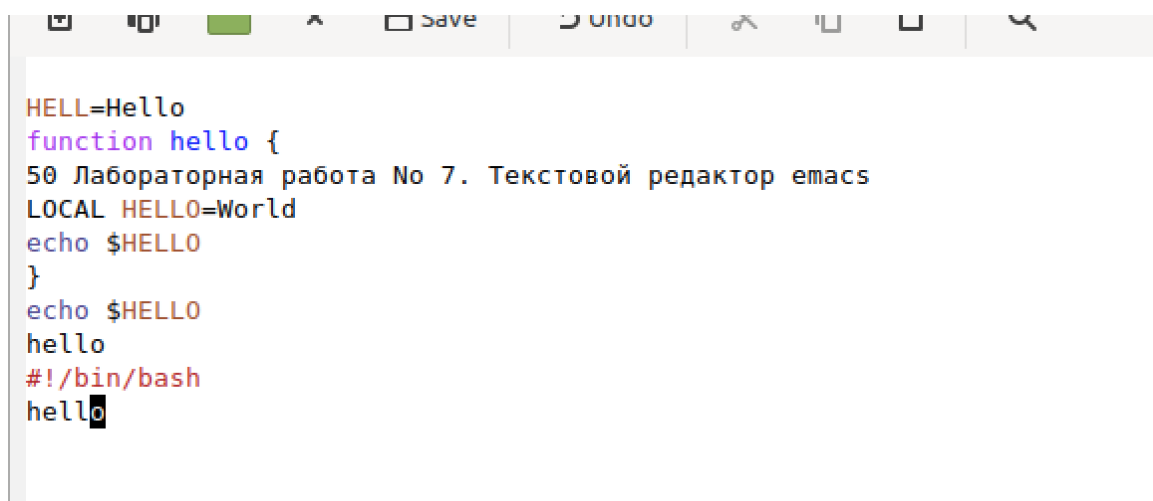 Save Undo
HELL=Hello
function hello {
50 Лабораторная работа No 7. Текстовой редактор emacs
LOCAL HELLO=World
echo $HELLO
}
echo $HELLO
hello
#!/bin/bash
hello